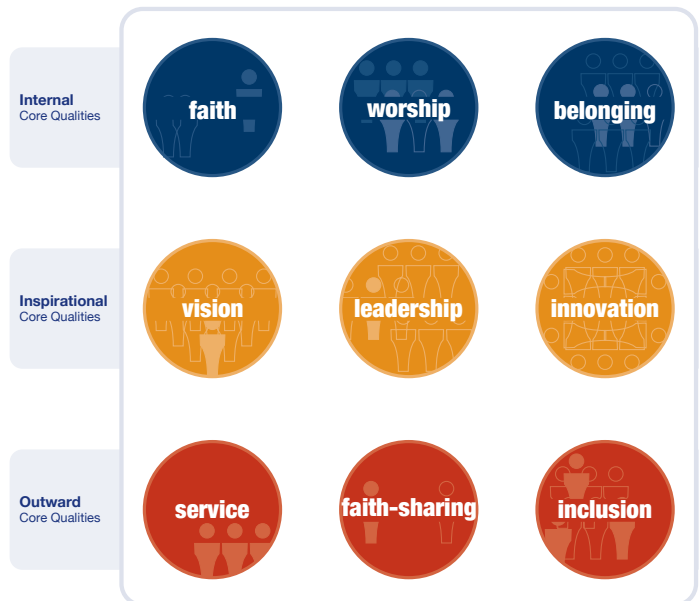 Internal
Core Qualities
faith
worship
belonging
Inspirational
Core Qualities
vision
leadership
innovation
Outward
Core Qualities
service
faith-sharing
inclusion